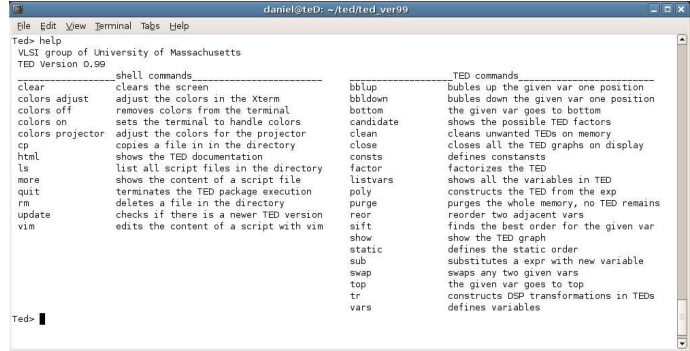 daniel@teD: ~/ted/ted_ver99
File Edit View Terminal Tabs Help
Ted> help
VLSI group of University of Massachusetts
TED Version 0.99
________________shell commands______________________ ________________TED commands______________________
clear clears the screen bblup bubles up the given var one position
colors adjust adjust the colors in the Xterm bbldown bubles down the given var one position
colors off removes colors from the terminal bottom the given var goes to bottom
colors on sets the terminal to handle colors candidate shows the possible TED factors
colors projector adjust the colors for the projector clean cleans unwanted TEDs on memory
cp copies a file in in the directory close closes all the TED graphs on display
html shows the TED documentation consts defines constansts
ls list all script files in the directory factor factorizes the TED
more shows the content of a script file listvars shows all the variables in TED
quit terminates the TED package execution poly constructs the TED from the exp
rm deletes a file in the directory purge purges the whole memory, no TED remains
update checks if there is a newer TED version reor reorder two adjacent vars
vim edits the content of a script with vim sift finds the best order for the given var
show show the TED graph
static defines the static order
sub substitutes a expr with new variable
swap swaps any two given vars
top the given var goes to top
tr constructs DSP transformations in TEDs
vars defines variables
Ted>